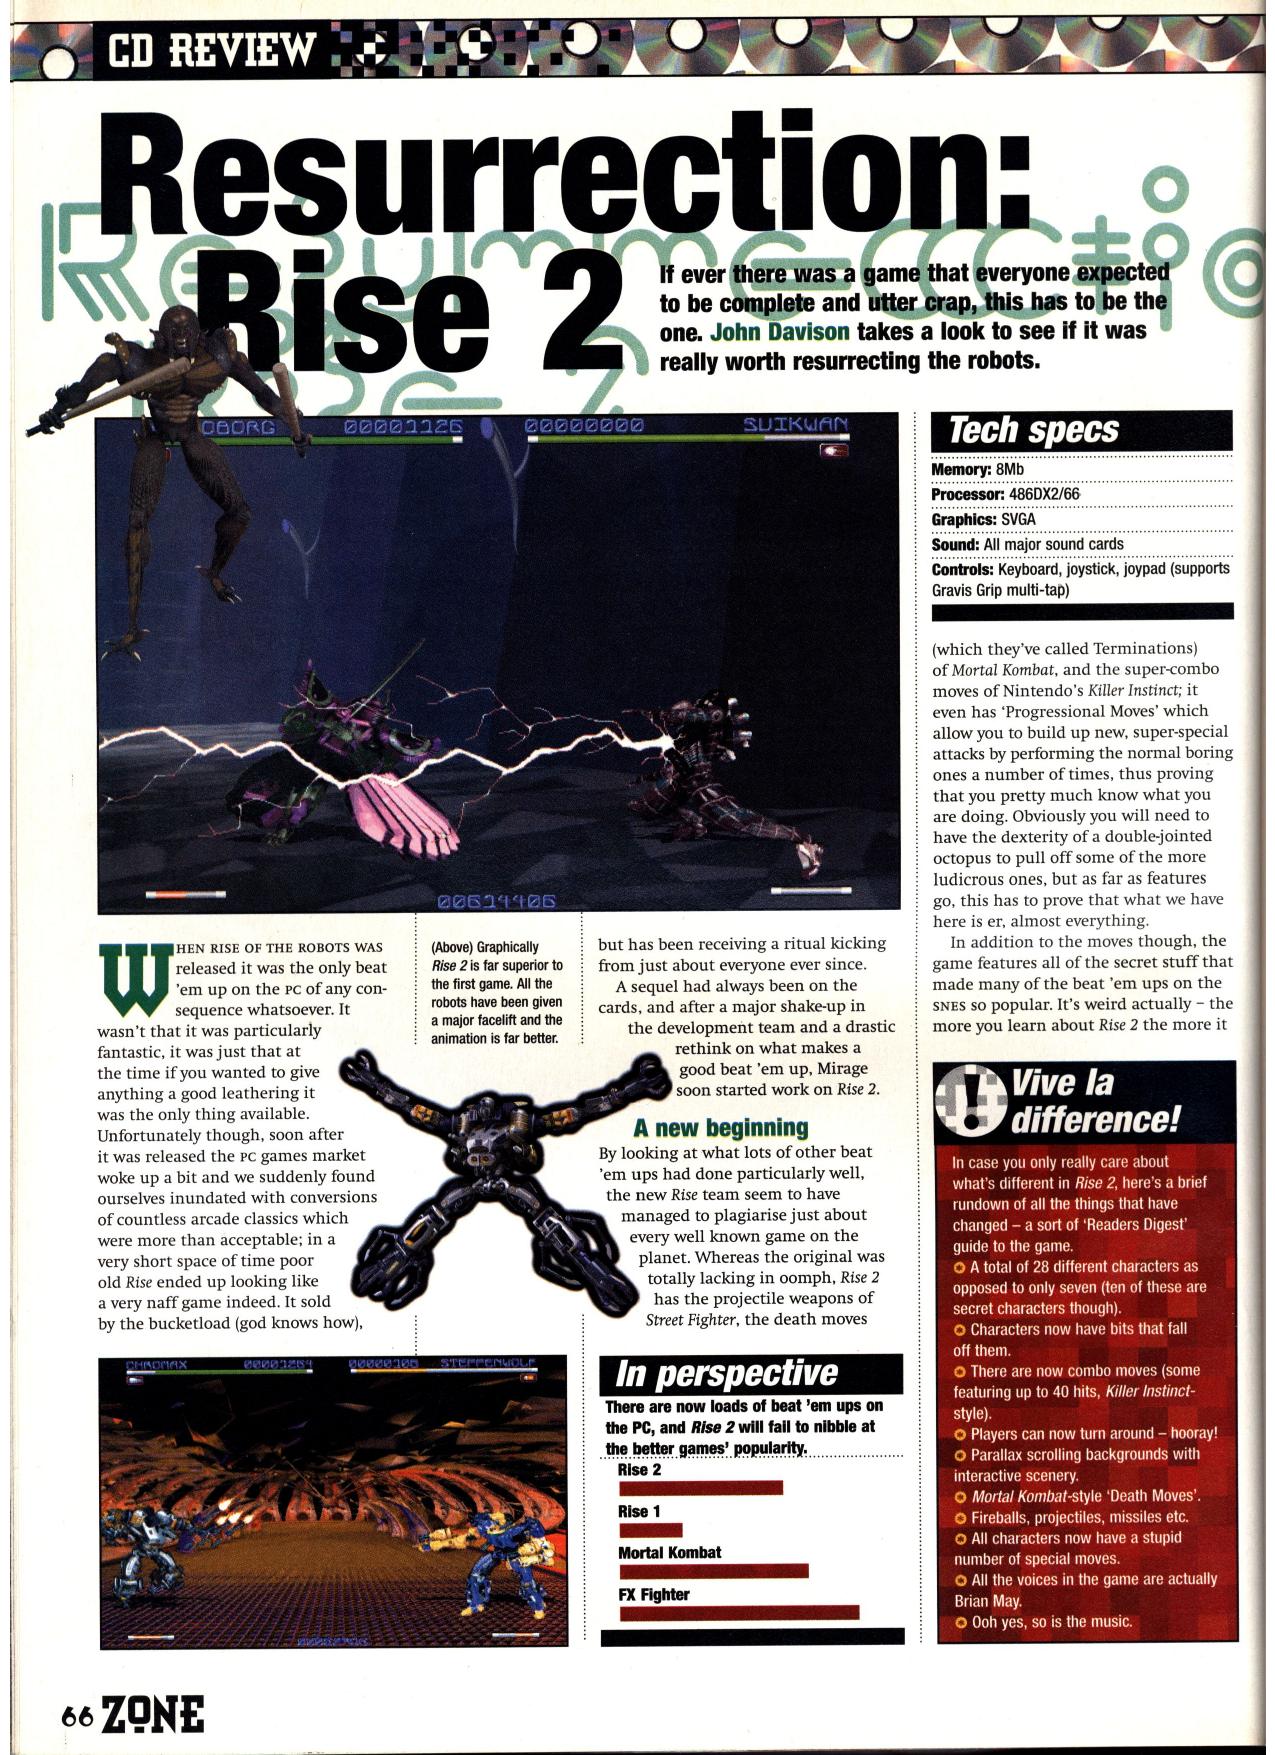 CD REVIEW
Resurrection:
Rise 2
If ever there was a game that everyone expected
to be complete and utter crap, this has to be the
one. John Davison takes a look to see if it was
really worth resurrecting the robots.
00001126
00000000
SUIKWAN
00614406
Tech specs
Memory: 8Mb
Processor: 486DX2/66
Graphics: SVGA
Sound: All major sound cards
Controls: Keyboard, joystick, joypad (supports
Gravis Grip multi-tap)
WHEN RISE OF THE ROBOTS WAS
released it was the only beat
'em up on the PC of any con-
sequence whatsoever. It
wasn't that it was particularly
fantastic, it was just that at
the time if you wanted to give
anything a good leathering it
was the only thing available.
Unfortunately though, soon after
it was released the PC games market
woke up a bit and we suddenly found
ourselves inundated with conversions
of countless arcade classics which
were more than acceptable; in a
very short space of time poor
old Rise ended up looking like
a very naff game indeed. It sold
by the bucketload (god knows how),
(Above) Graphically
Rise 2 is far superior to
the first game. All the
robots have been given
a major facelift and the
animation is far better.
but has been receiving a ritual kicking
from just about everyone ever since.
A sequel had always been on the
cards, and after a major shake-up in
the development team and a drastic
rethink on what makes a
good beat 'em up, Mirage
soon started work on Rise 2.
A new beginning
By looking at what lots of other beat
'em ups had done particularly well,
the new Rise team seem to have
managed to plagiarise just about
every well known game on the
planet. Whereas the original was
totally lacking in oomph, Rise 2
has the projectile weapons of
Street Fighter, the death moves
(which they've called Terminations)
of Mortal Kombat, and the super-combo
moves of Nintendo's Killer Instinct; it
even has 'Progressional Moves' which
allow you to build up new, super-special
attacks by performing the normal boring
ones a number of times, thus proving
that you pretty much know what you
are doing. Obviously you will need to
have the dexterity of a double-jointed
octopus to pull off some of the more
ludicrous ones, but as far as features
go, this has to prove that what we have
here is er, almost everything.
In addition to the moves though, the
game features all of the secret stuff that
made many of the beat 'em ups on the
SNES so popular. It's weird actually – the
more you learn about Rise 2 the more it
CHROMAX
STEPPENWOLF
In perspective
There are now loads of beat 'em ups on
the PC, and Rise 2 will fail to nibble at
the better games' popularity.
Rise 2
Rise 1
Mortal Kombat
FX Fighter
! Vive la
difference!
In case you only really care about
what's different in Rise 2, here's a brief
rundown of all the things that have
changed – a sort of 'Readers Digest'
guide to the game.
A total of 28 different characters as
opposed to only seven (ten of these are
secret characters though).
Characters now have bits that fall
off them.
There are now combo moves (some
featuring up to 40 hits, Killer Instinct-
style).
Players can now turn around – hooray!
Parallax scrolling backgrounds with
interactive scenery.
Mortal Kombat-style 'Death Moves'.
Fireballs, projectiles, missiles etc.
All characters now have a stupid
number of special moves.
All the voices in the game are actually
Brian May.
Ooh yes, so is the music.
66 ZONE